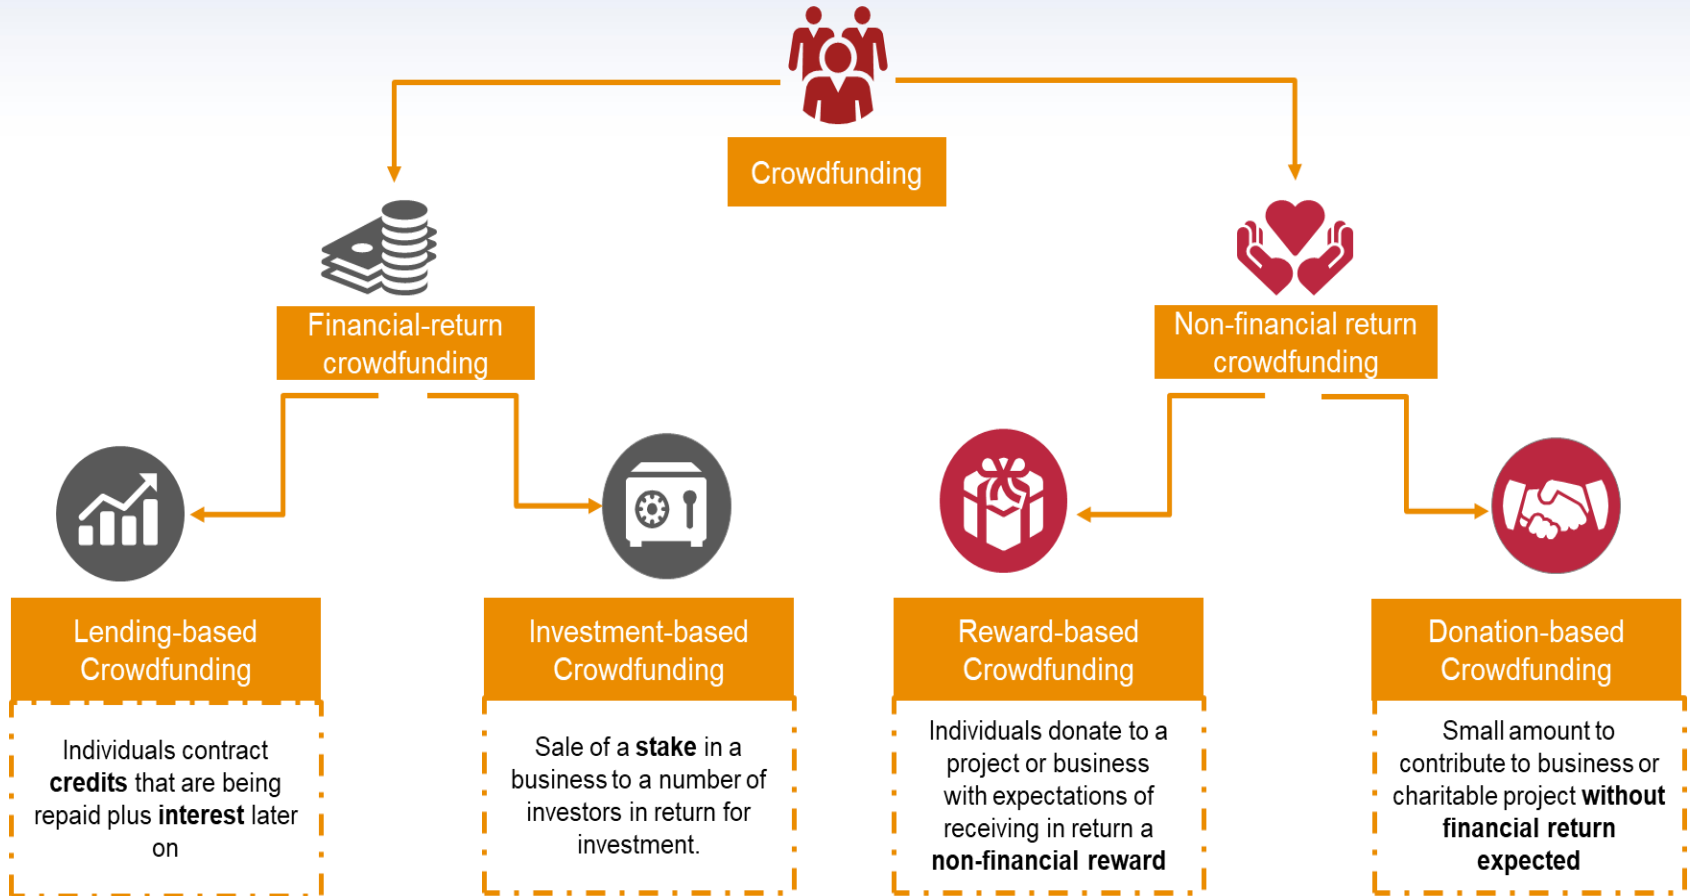 Crowdfunding
Financial-return
crowdfunding
Non-financial return
crowdfunding
Lending-based
Crowdfunding
Individuals contract
credits that are being
repaid plus interest later
on
Investment-based
Crowdfunding
Sale of a stake in a
business to a number of
investors in return for
investment.
Reward-based
Crowdfunding
Individuals donate to a
project or business
with expectations of
receiving in return a
non-financial reward
Donation-based
Crowdfunding
Small amount to
contribute to business or
charitable project without
financial return
expected